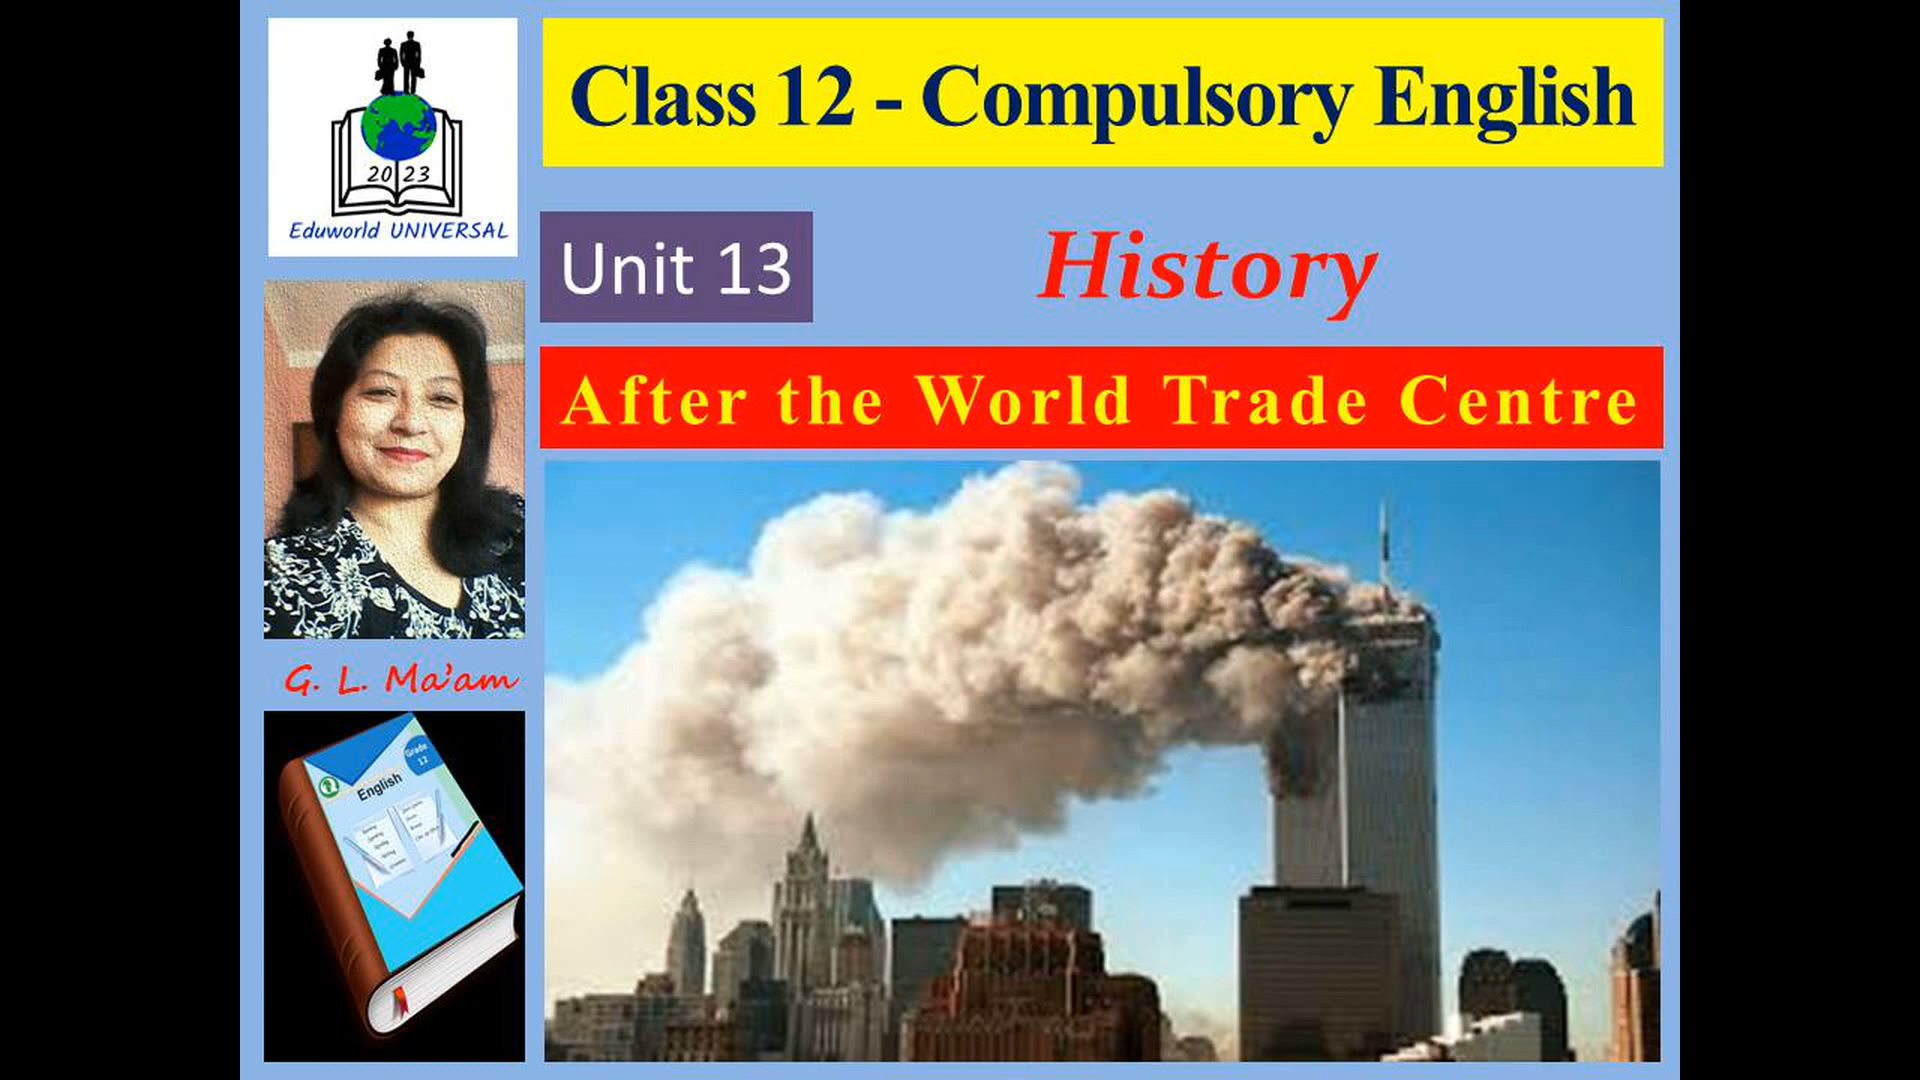 Class 12 - Compulsory English
20 23
Eduworld UNIVERSAL
Unit 13
History
After the World Trade Centre
G. L. Ma'am
Grade
12
English